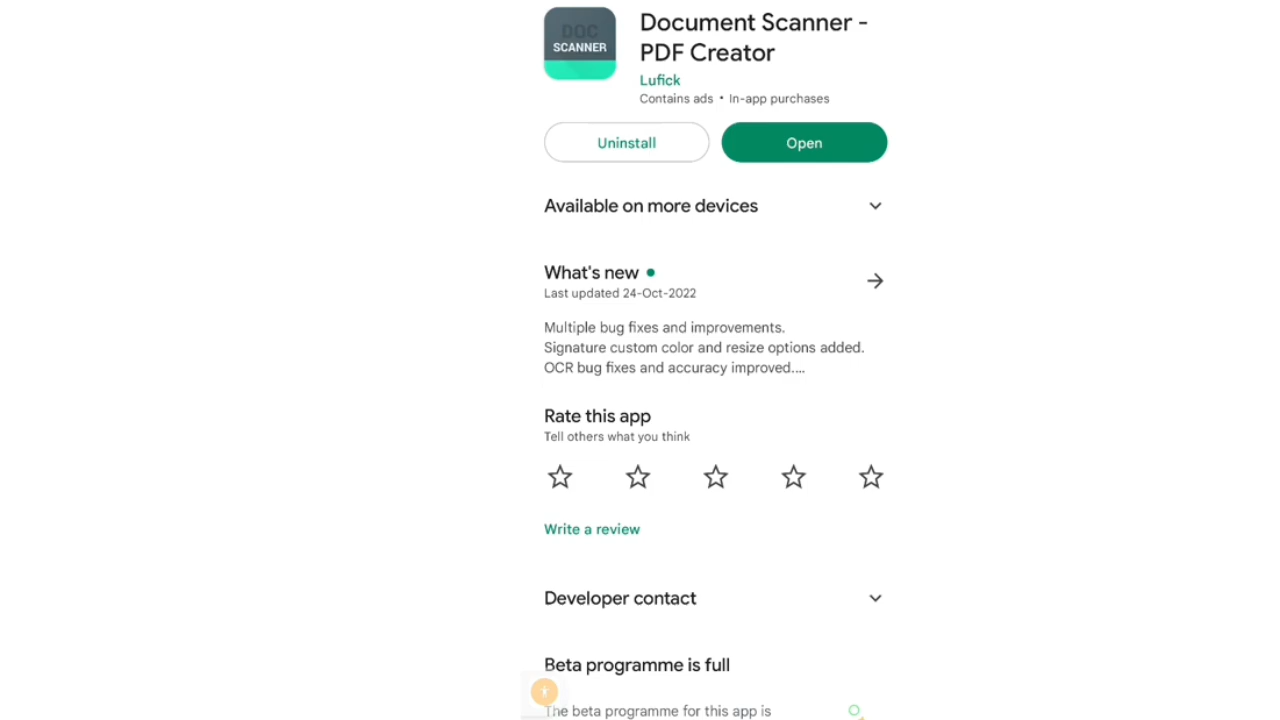 DOC
SCANNER
Document Scanner -
PDF Creator
Lufick
Contains ads • In-app purchases
Uninstall
Open
Available on more devices
What's new
Last updated 24-Oct-2022
Multiple bug fixes and improvements.
Signature custom color and resize options added.
OCR bug fixes and accuracy improved....
Rate this app
Tell others what you think
Write a review
Developer contact
Beta programme is full
The beta programme for this app is